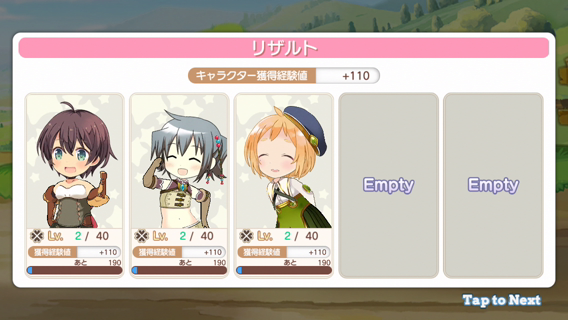 リザルト
キャラクター獲得経験値 +110
Lv. 2 / 40
獲得経験値 +110
あと 190
Lv. 2 / 40
獲得経験値 +110
あと 190
Lv. 2 / 40
獲得経験値 +110
あと 190
Empty
Empty
Tap to Next